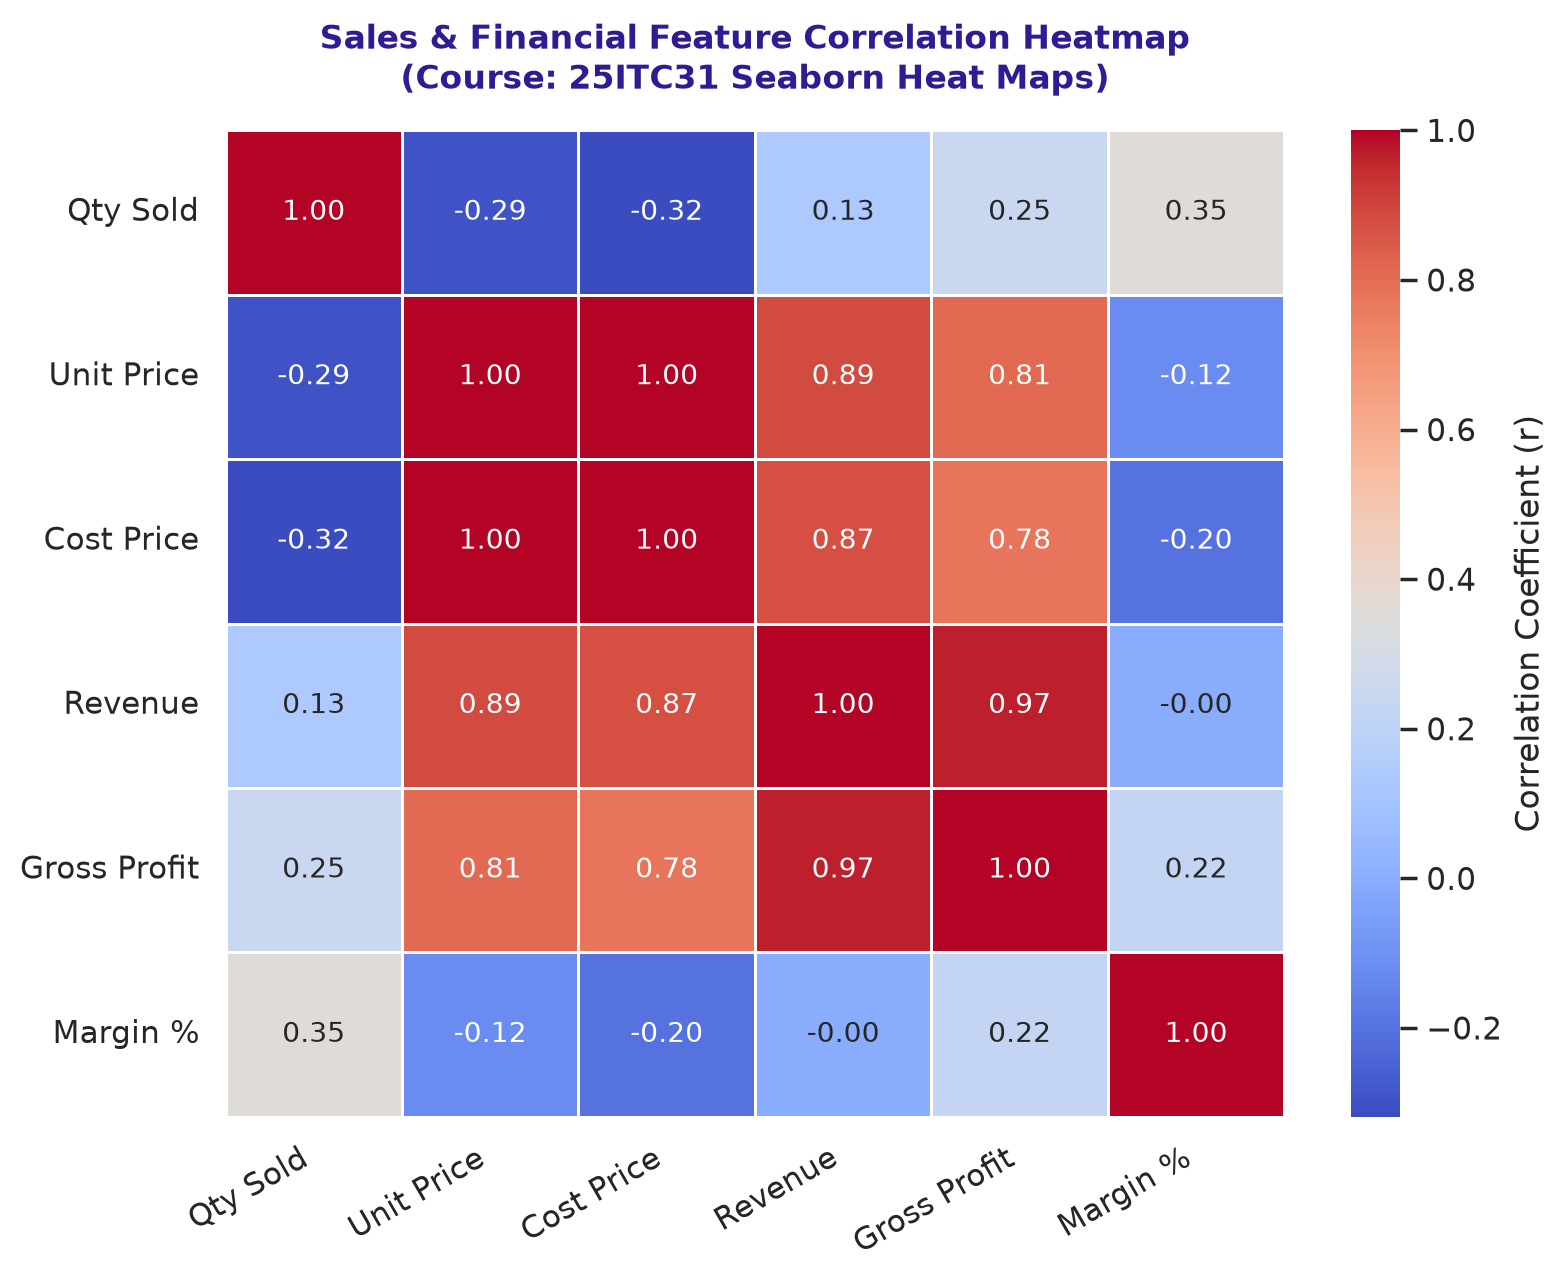 Sales & Financial Feature Correlation Heatmap
(Course: 25ITC31 Seaborn Heat Maps)
Qty Sold 1.00 -0.29 -0.32 0.13 0.25 0.35
Unit Price -0.29 1.00 1.00 0.89 0.81 -0.12
Cost Price -0.32 1.00 1.00 0.87 0.78 -0.20
Revenue 0.13 0.89 0.87 1.00 0.97 -0.00
Gross Profit 0.25 0.81 0.78 0.97 1.00 0.22
Margin % 0.35 -0.12 -0.20 -0.00 0.22 1.00
Qty Sold Unit Price Cost Price Revenue Gross Profit Margin %
1.0
0.8
0.6
0.4
0.2
0.0
−0.2
Correlation Coefficient (r)